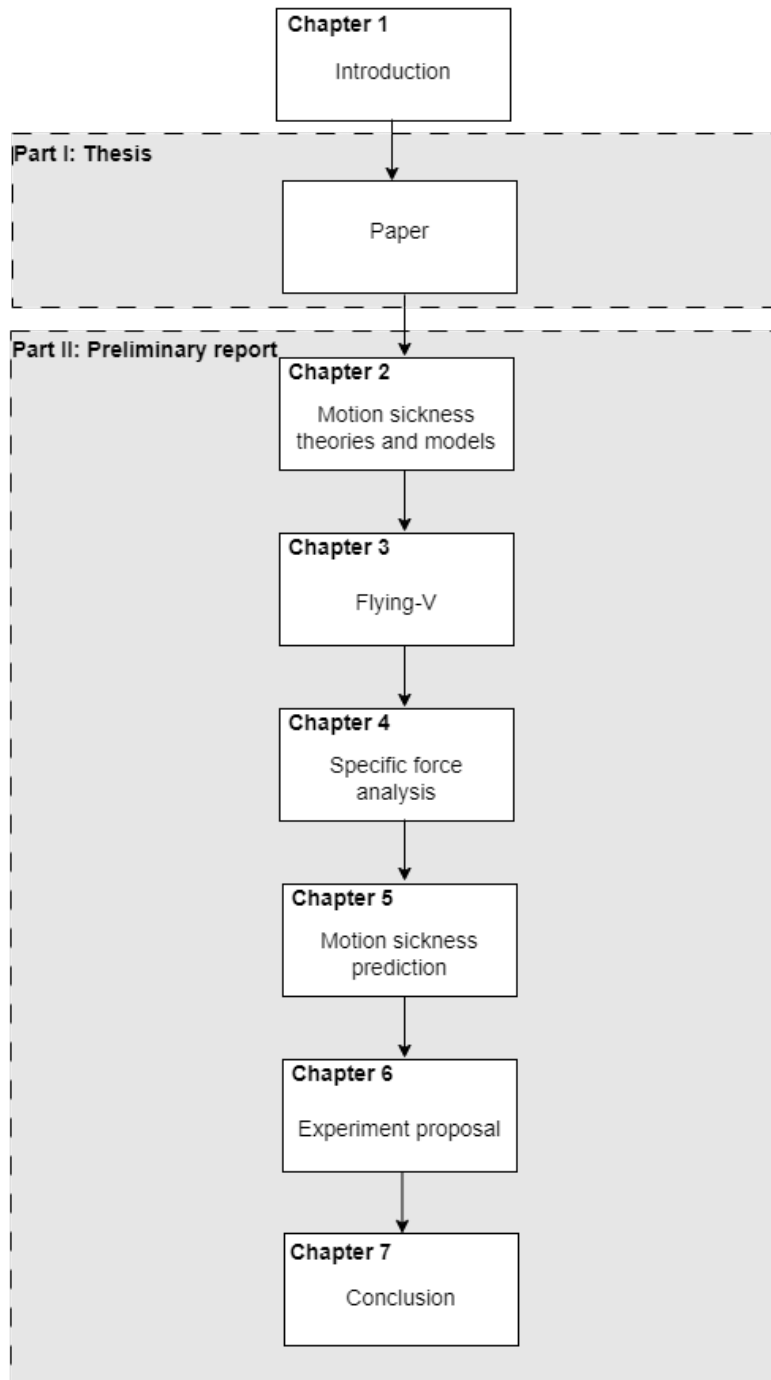 Chapter 1
Introduction
Part I: Thesis
Paper
Part II: Preliminary report
Chapter 2
Motion sickness
theories and models
Chapter 3
Flying-V
Chapter 4
Specific force
analysis
Chapter 5
Motion sickness
prediction
Chapter 6
Experiment proposal
Chapter 7
Conclusion